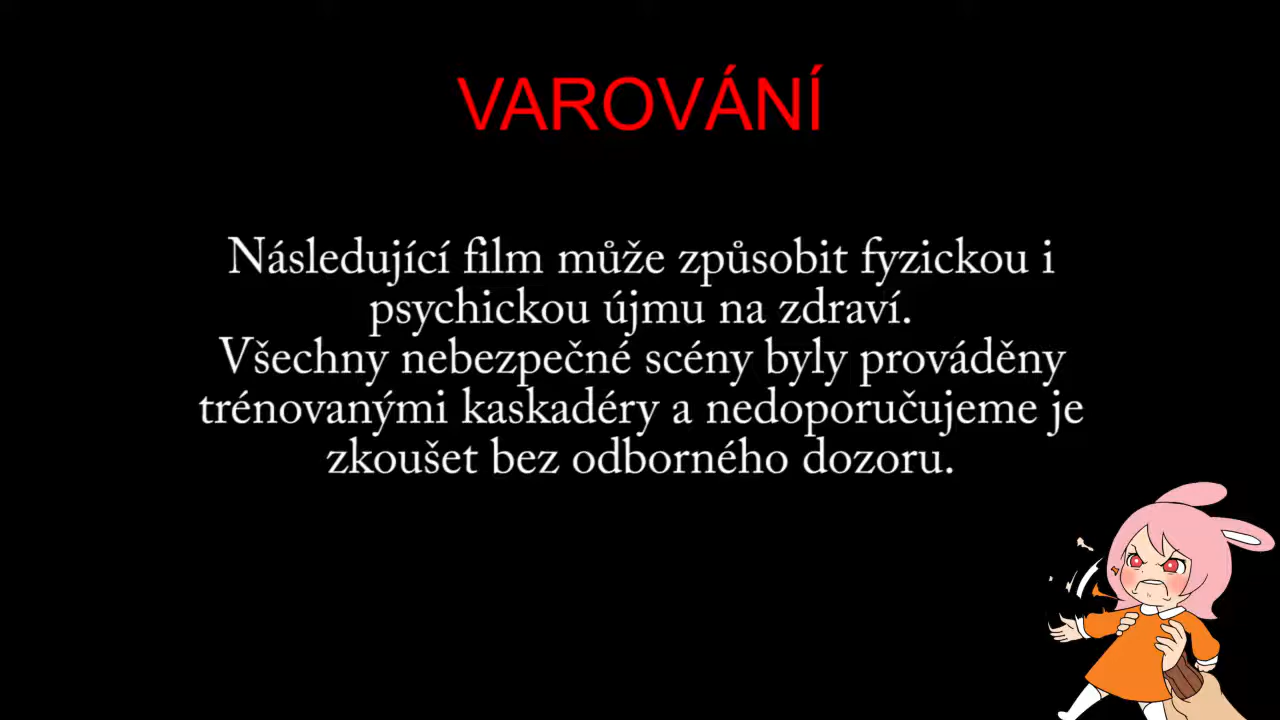 VAROVÁNÍ
Následující film může způsobit fyzickou i
psychickou újmu na zdraví.
Všechny nebezpečné scény byly prováděny
trénovanými kaskadéry a nedoporučujeme je
zkoušet bez odborného dozoru.